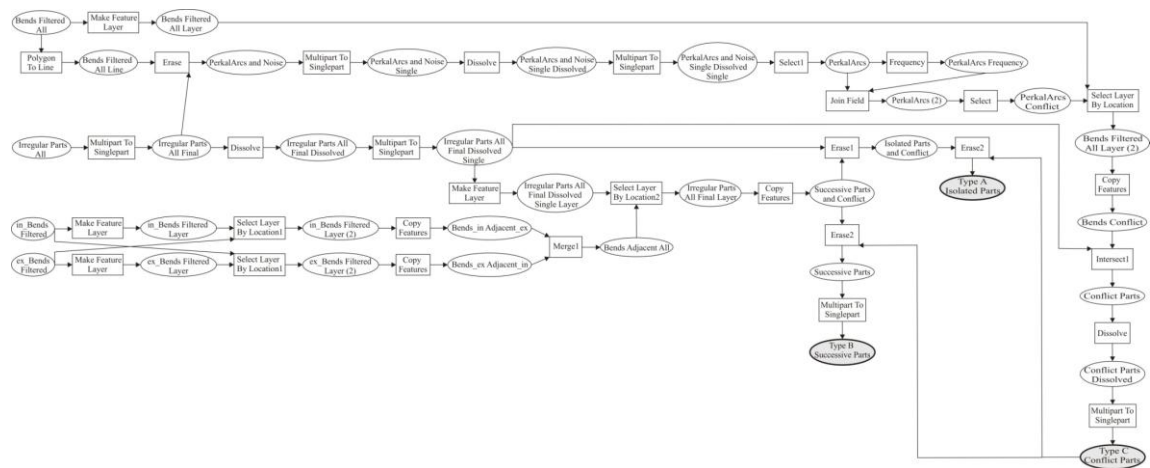 Bends Filtered
All
Make Feature
Layer
Bends Filtered
All Layer
Polygon
To Line
Bends Filtered
All Line
Erase
PerkalArcs and Noise
Multipart To
Singlepart
PerkalArcs and Noise
Single
Dissolve
PerkalArcs and Noise
Single Dissolved
Multipart To
Singlepart
PerkalArcs and Noise
Single Dissolved
Single
Select1
PerkalArcs
Frequency
PerkalArcs Frequency
Join Field
PerkalArcs (2)
Select
PerkalArcs
Conflict
Select Layer
By Location
Irregular Parts
All
Multipart To
Singlepart
Irregular Parts
All Final
Dissolve
Irregular Parts All
Final Dissolved
Multipart To
Singlepart
Irregular Parts All
Final Dissolved
Single
Erase1
Isolated Parts
and Conflict
Erase2
Bends Filtered
All Layer (2)
Make Feature
Layer
Irregular Parts All
Final Dissolved
Single Layer
Select Layer
By Location2
Irregular Parts
All Final Layer
Copy
Features
Successive Parts
and Conflict
Type A
Isolated Parts
Copy
Features
in_Bends
Filtered
Make Feature
Layer
in_Bends Filtered
Layer
Select Layer
By Location1
in_Bends Filtered
Layer (2)
Copy
Features
Bends_in Adjacent_ex
Merge1
Bends Adjacent All
Erase2
Bends Conflict
ex_Bends
Filtered
Make Feature
Layer
ex_Bends Filtered
Layer
Select Layer
By Location1
ex_Bends Filtered
Layer (2)
Copy
Features
Bends_ex Adjacent_in
Successive Parts
Intersect1
Multipart To
Singlepart
Conflict Parts
Type B
Successive Parts
Dissolve
Conflict Parts
Dissolved
Multipart To
Singlepart
Type C
Conflict Parts